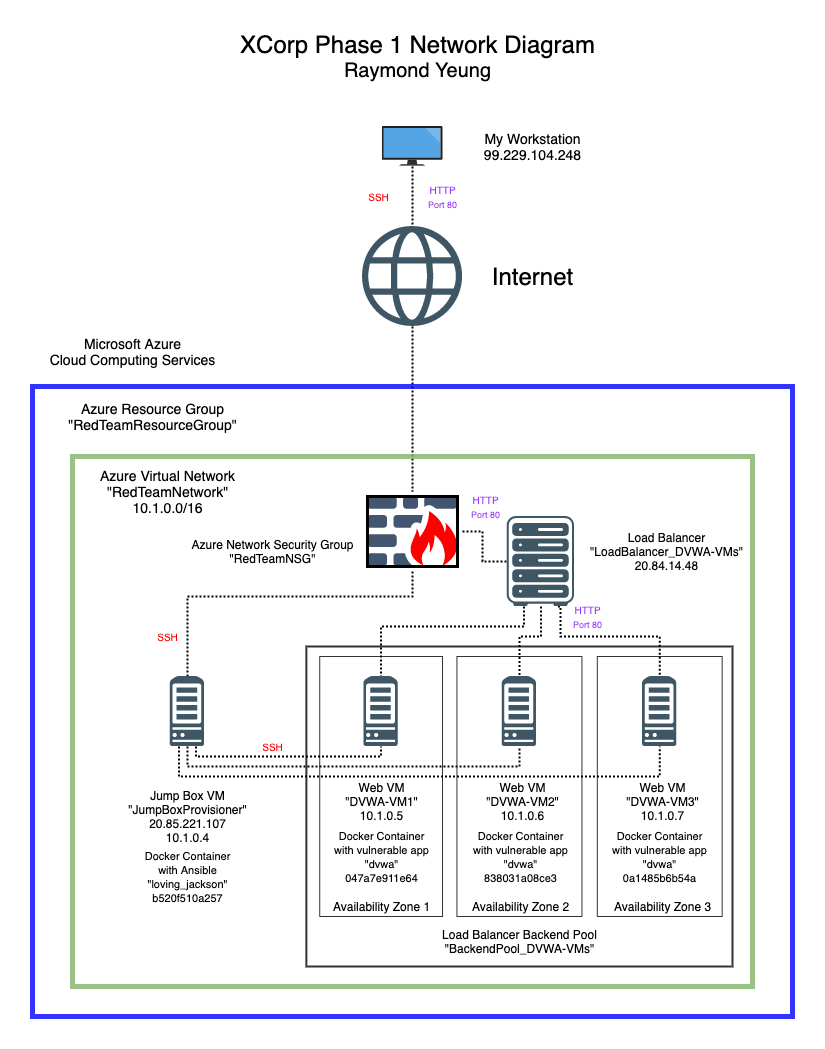 XCorp Phase 1 Network Diagram
Raymond Yeung
My Workstation
99.229.104.248
SSH
HTTP
Port 80
Internet
Microsoft Azure
Cloud Computing Services
Azure Resource Group
"RedTeamResourceGroup"
Azure Virtual Network
"RedTeamNetwork"
10.1.0.0/16
Azure Network Security Group
"RedTeamNSG"
HTTP
Port 80
Load Balancer
"LoadBalancer_DVWA-VMs"
20.84.14.48
HTTP
Port 80
SSH
SSH
Jump Box VM
"JumpBoxProvisioner"
20.85.221.107
10.1.0.4
Docker Container
with Ansible
"loving_jackson"
b520f510a257
Web VM
"DVWA-VM1"
10.1.0.5
Docker Container
with vulnerable app
"dvwa"
047a7e911e64
Availability Zone 1
Web VM
"DVWA-VM2"
10.1.0.6
Docker Container
with vulnerable app
"dvwa"
838031a08ce3
Availability Zone 2
Web VM
"DVWA-VM3"
10.1.0.7
Docker Container
with vulnerable app
"dvwa"
0a1485b6b54a
Availability Zone 3
Load Balancer Backend Pool
"BackendPool_DVWA-VMs"